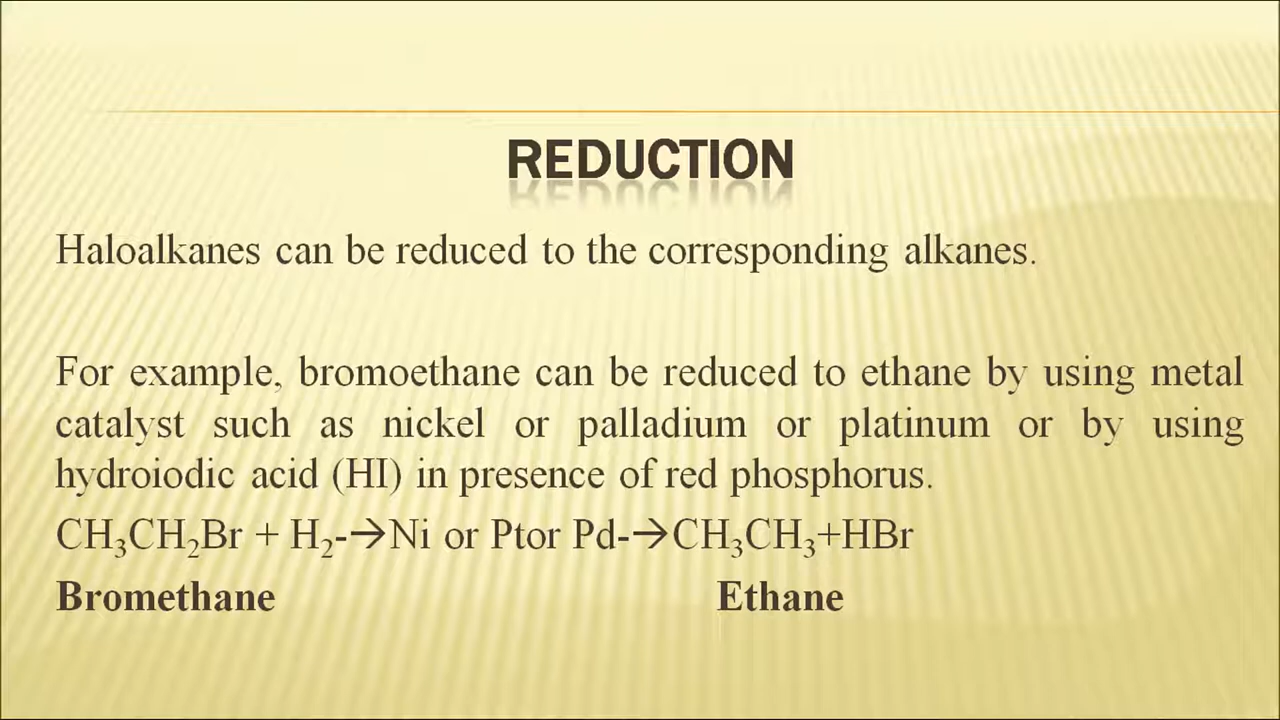 REDUCTION
Haloalkanes can be reduced to the corresponding alkanes.
For example, bromoethane can be reduced to ethane by using metal
catalyst such as nickel or palladium or platinum or by using
hydroiodic acid (HI) in presence of red phosphorus.
CH₃CH₂Br + H₂-→Ni or Ptor Pd-→CH₃CH₃+HBr
Bromethane Ethane